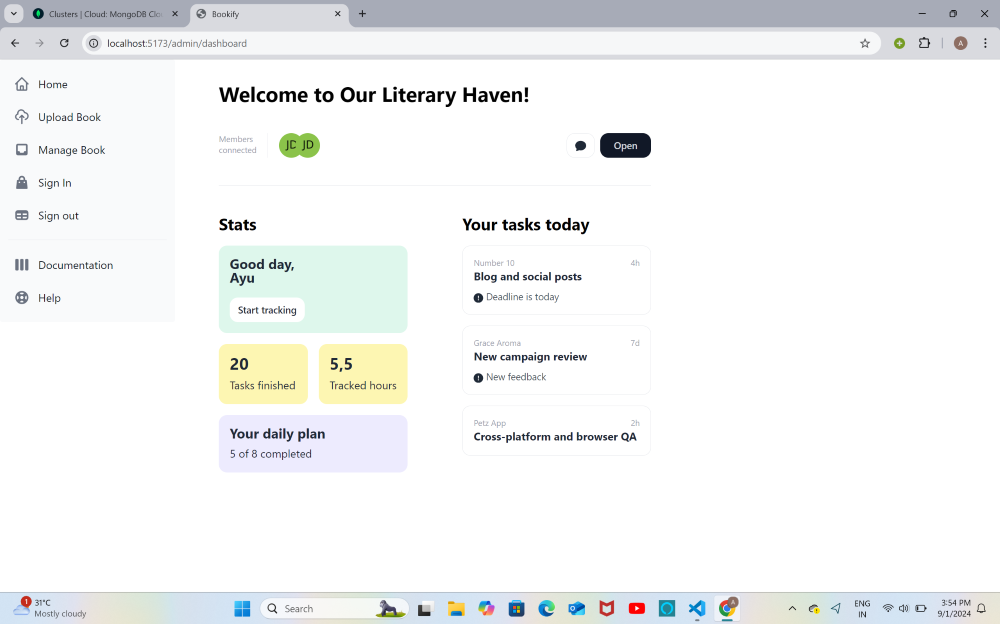 Clusters | Cloud: MongoDB Clo
Bookify
localhost:5173/admin/dashboard
A
Home
Upload Book
Manage Book
Sign In
Sign out
Documentation
Help
Welcome to Our Literary Haven!
Members
connected
JD
JD
Open
Stats
Good day,
Ayu
Start tracking
20
Tasks finished
5,5
Tracked hours
Your daily plan
5 of 8 completed
Your tasks today
Number 10
4h
Blog and social posts
Deadline is today
Grace Aroma
7d
New campaign review
New feedback
Petz App
2h
Cross-platform and browser QA
1
31°C
Mostly cloudy
Search
A
ENG
IN
3:54 PM
9/1/2024